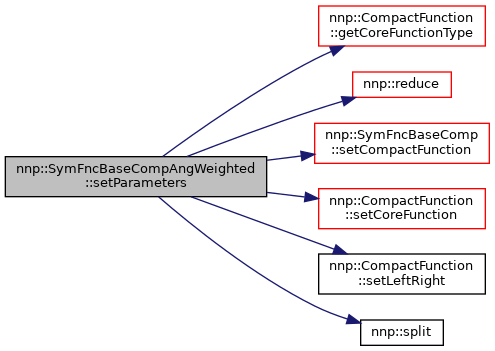 nnp::CompactFunction
::getCoreFunctionType
nnp::reduce
nnp::SymFncBaseComp
::setCompactFunction
nnp::SymFncBaseCompAngWeighted
::setParameters
nnp::CompactFunction
::setCoreFunction
nnp::CompactFunction
::setLeftRight
nnp::split